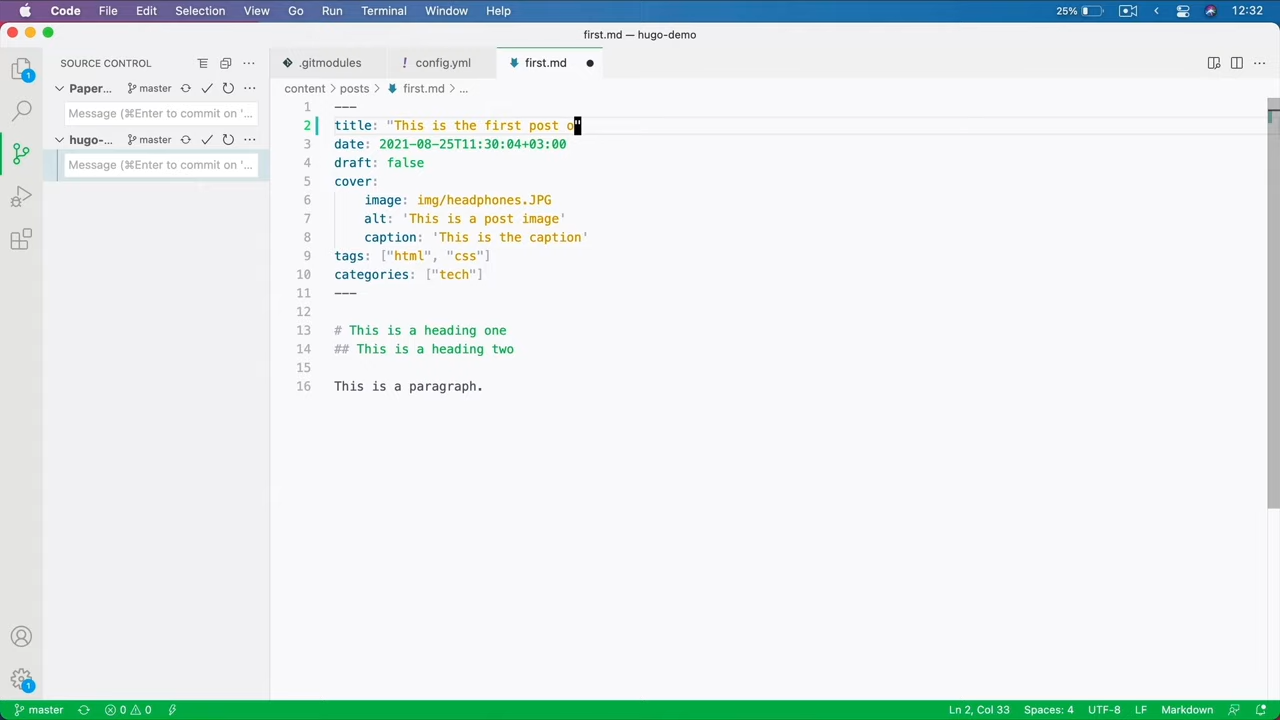 Code File Edit Selection View Go Run Terminal Window Help 25% 12:32
first.md — hugo-demo
SOURCE CONTROL
.gitmodules
! config.yml
first.md
Paper... master
Message (⌘Enter to commit on '...
hugo-... master
Message (⌘Enter to commit on '...
content > posts > first.md > ...
1 ---
2 title: "This is the first post o"
3 date: 2021-08-25T11:30:04+03:00
4 draft: false
5 cover:
6 image: img/headphones.JPG
7 alt: 'This is a post image'
8 caption: 'This is the caption'
9 tags: ["html", "css"]
10 categories: ["tech"]
11 ---
12
13 # This is a heading one
14 ## This is a heading two
15
16 This is a paragraph.
1
1
master 0 0 Ln 2, Col 33 Spaces: 4 UTF-8 LF Markdown